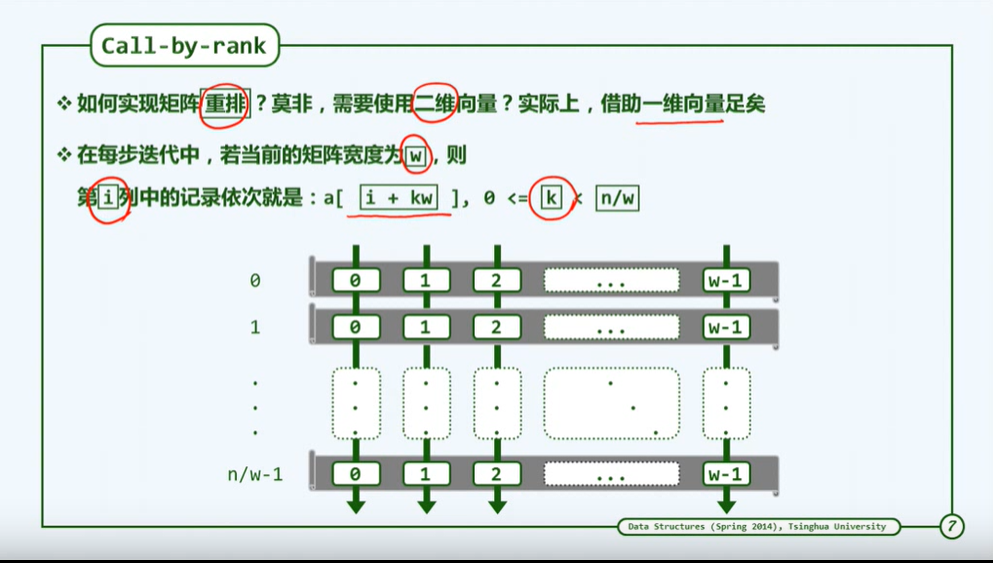 Call-by-rank
❖ 如何实现矩阵重排？莫非，需要使用二维向量？实际上，借助一维向量足矣
❖ 在每步迭代中，若当前的矩阵宽度为w，则
第i列中的记录依次就是：a[ i + kw ], 0 <= k < n/w
0 0 1 2 ... w-1
1 0 1 2 ... w-1
n/w-1 0 1 2 ... w-1
Data Structures (Spring 2014), Tsinghua University 7